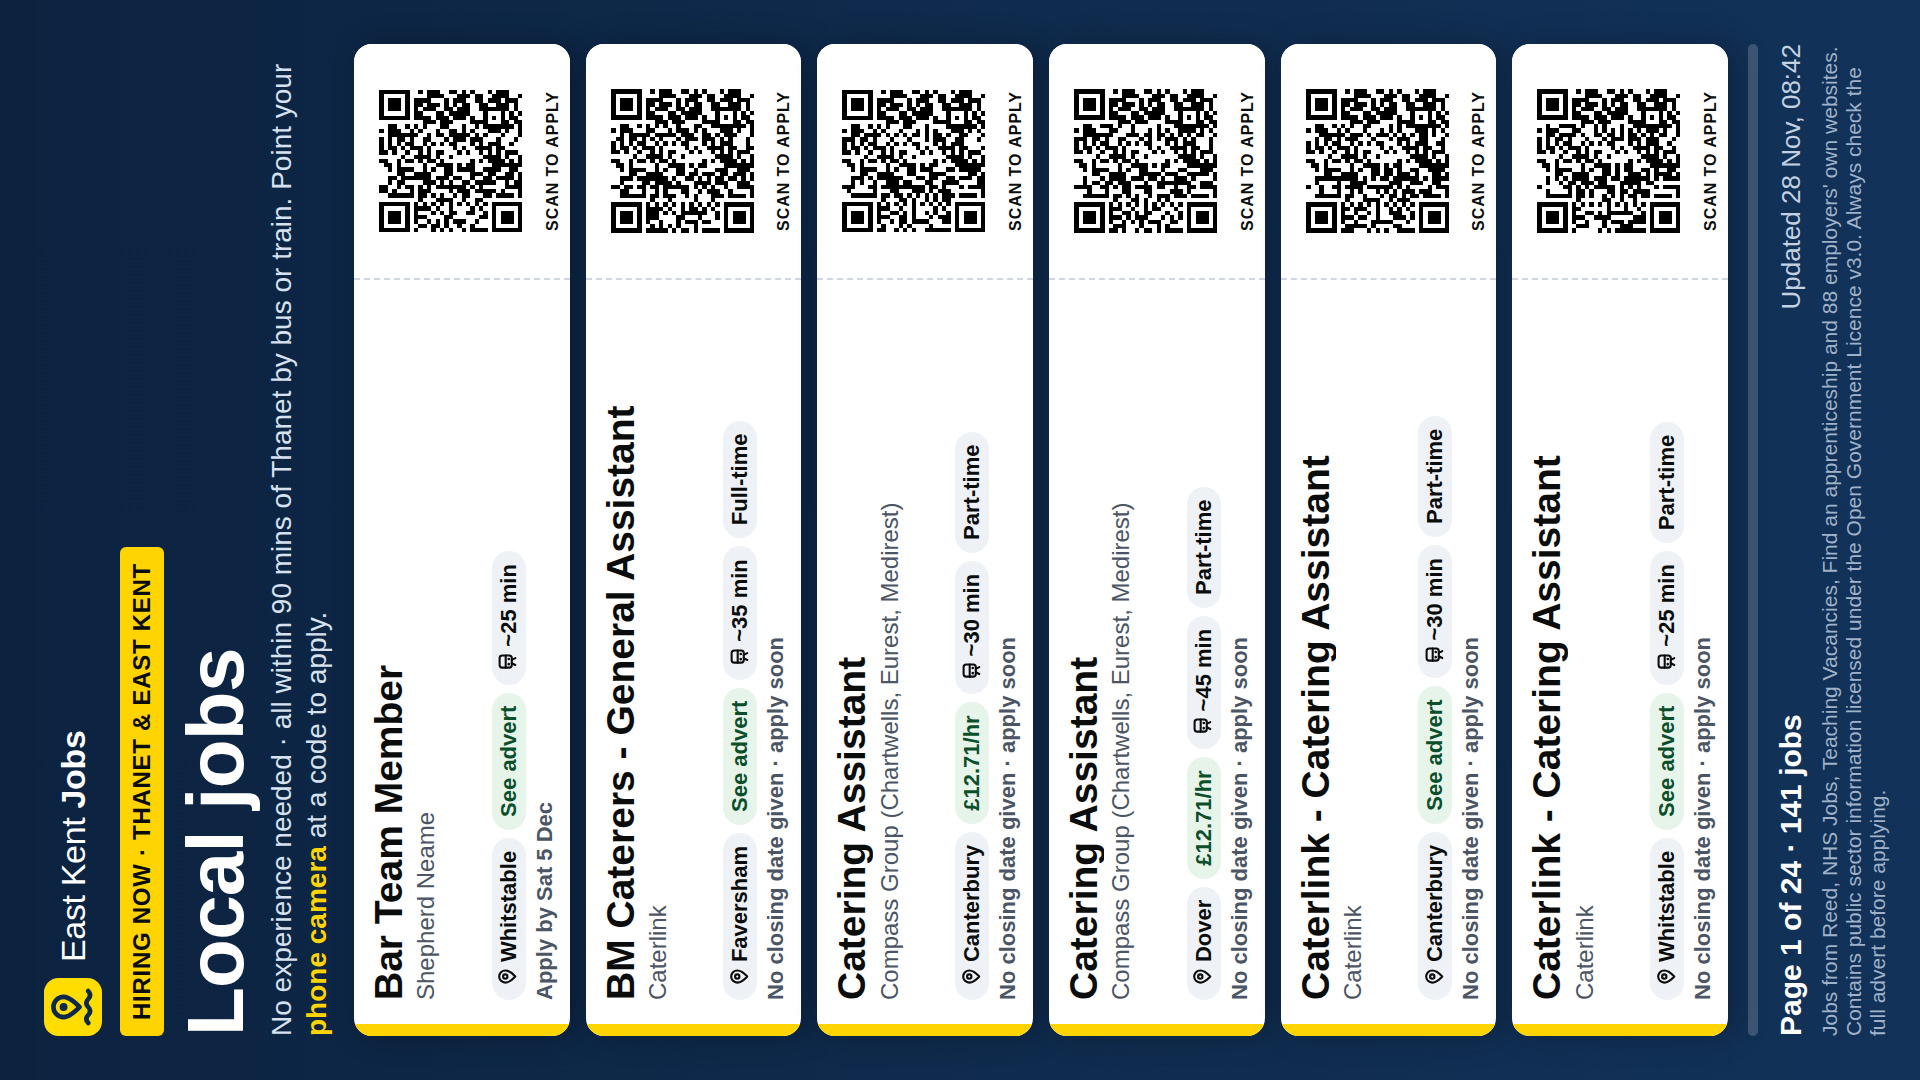 East Kent Jobs
HIRING NOW · THANET & EAST KENT
Local jobs
No experience needed · all within 90 mins of Thanet by bus or train. Point your
phone camera at a code to apply.
Bar Team Member
Shepherd Neame
Whitstable
See advert
~25 min
Apply by Sat 5 Dec
SCAN TO APPLY
BM Caterers - General Assistant
Caterlink
Faversham
See advert
~35 min
Full-time
No closing date given · apply soon
SCAN TO APPLY
Catering Assistant
Compass Group (Chartwells, Eurest, Medirest)
Canterbury
£12.71/hr
~30 min
Part-time
No closing date given · apply soon
SCAN TO APPLY
Catering Assistant
Compass Group (Chartwells, Eurest, Medirest)
Dover
£12.71/hr
~45 min
Part-time
No closing date given · apply soon
SCAN TO APPLY
Caterlink - Catering Assistant
Caterlink
Canterbury
See advert
~30 min
Part-time
No closing date given · apply soon
SCAN TO APPLY
Caterlink - Catering Assistant
Caterlink
Whitstable
See advert
~25 min
Part-time
No closing date given · apply soon
SCAN TO APPLY
Page 1 of 24 · 141 jobs
Updated 28 Nov, 08:42
Jobs from Reed, NHS Jobs, Teaching Vacancies, Find an apprenticeship and 88 employers' own websites.
Contains public sector information licensed under the Open Government Licence v3.0. Always check the
full advert before applying.